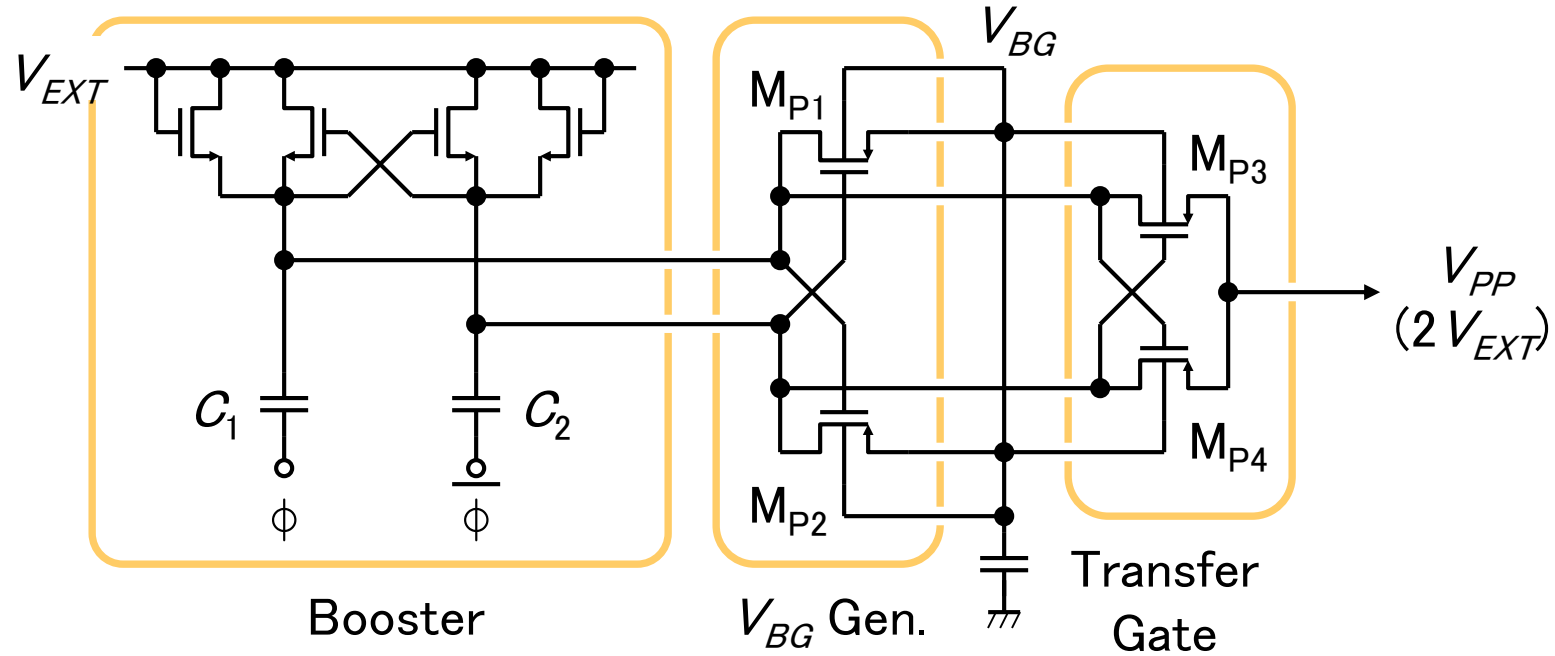 V_BG
V_EXT
M_P1
M_P3
V_PP
(2 V_EXT)
C_1
C_2
M_P4
M_P2
ϕ
ϕ̅
Booster
V_BG Gen.
Transfer
Gate